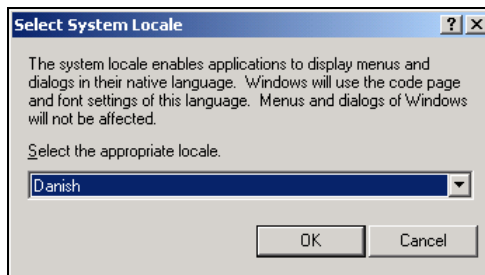 Select System Locale
The system locale enables applications to display menus and
dialogs in their native language. Windows will use the code page
and font settings of this language. Menus and dialogs of Windows
will not be affected.
Select the appropriate locale.
Danish
OK Cancel